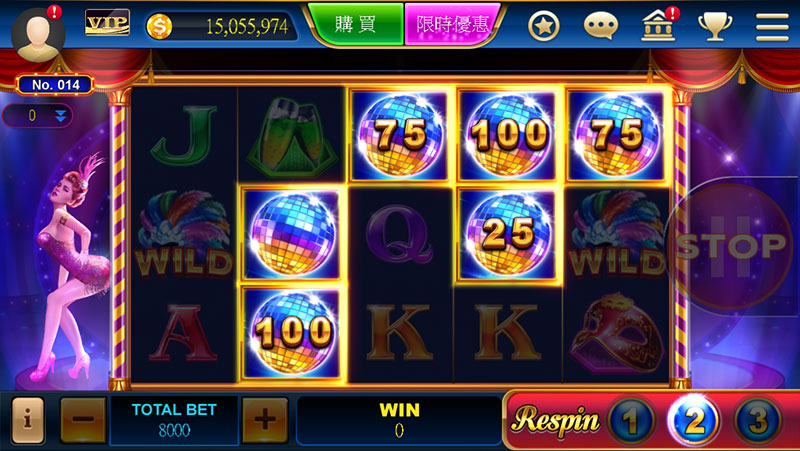 VIP
15,055,974
購買
限時優惠
No. 014
0
J
75
100
75
WILD
Q
25
WILD
STOP
A
100
K
K
i
TOTAL BET
8000
WIN
0
Respin
1
2
3